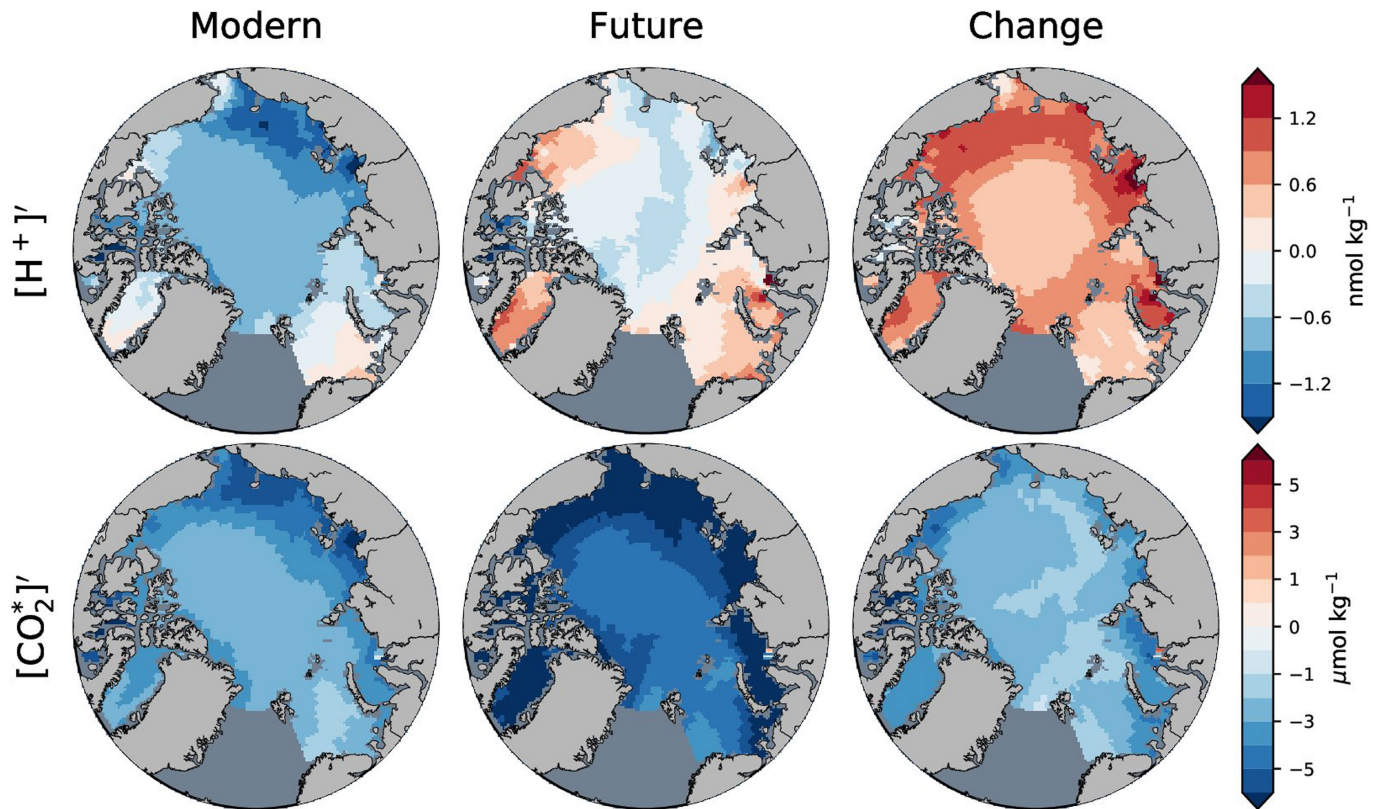 Modern Future Change
[H⁺]′
1.2
0.6
0.0
−0.6
−1.2
nmol kg⁻¹
[CO₂*]′
5
3
1
0
−1
−3
−5
μmol kg⁻¹